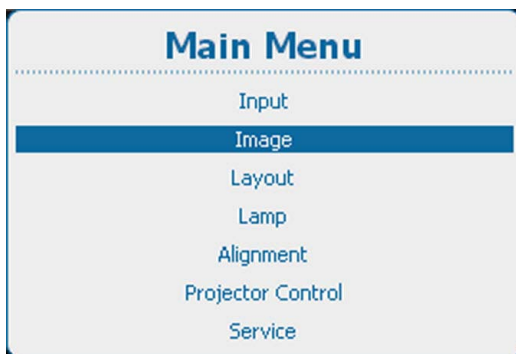 Main Menu
Input
Image
Layout
Lamp
Alignment
Projector Control
Service